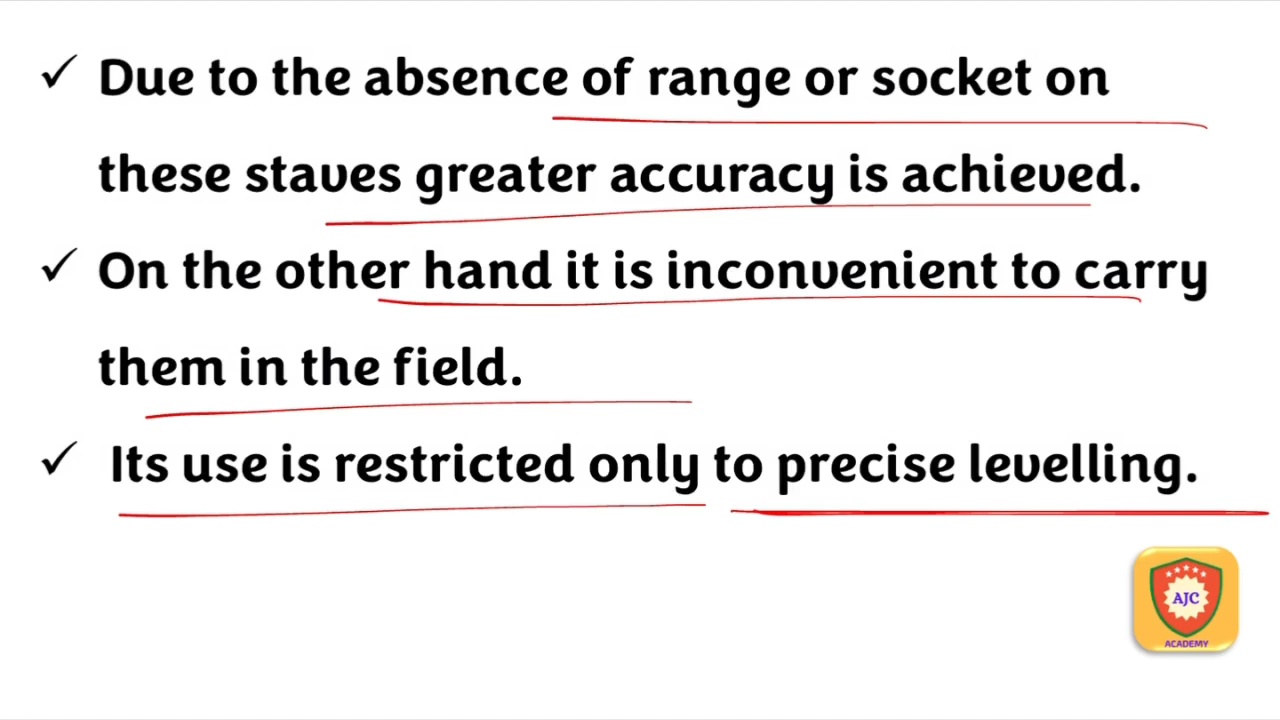 ✓ Due to the absence of range or socket on
these staves greater accuracy is achieved.
✓ On the other hand it is inconvenient to carry
them in the field.
✓ Its use is restricted only to precise levelling.
AJC
ACADEMY